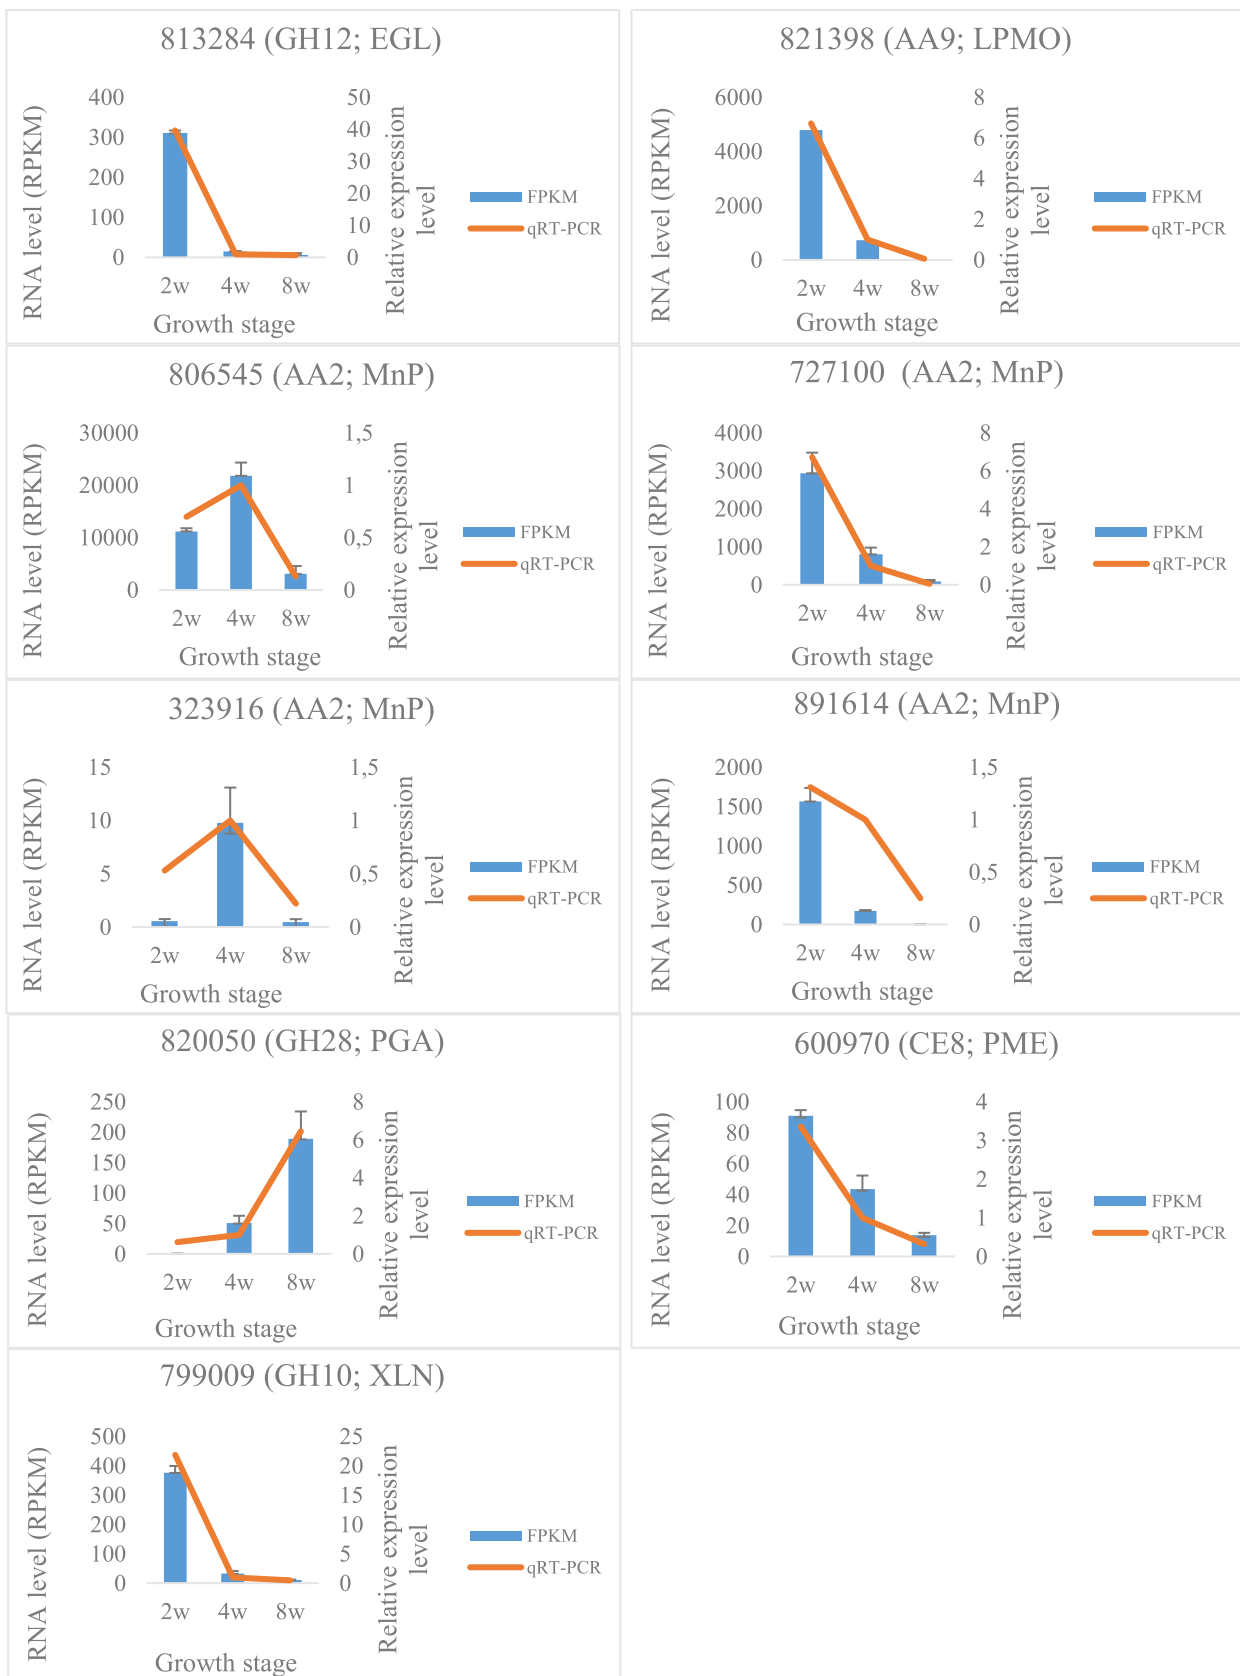 813284 (GH12; EGL)
RNA level (RPKM)
400
300
200
100
0
50
40
30
20
10
0
Relative expression
level
FPKM
qRT-PCR
2w 4w 8w
Growth stage
821398 (AA9; LPMO)
RNA level (RPKM)
6000
4000
2000
0
8
6
4
2
0
Relative expression
level
FPKM
qRT-PCR
2w 4w 8w
Growth stage
806545 (AA2; MnP)
RNA level (RPKM)
30000
20000
10000
0
1,5
1
0,5
0
Relative expression
level
FPKM
qRT-PCR
2w 4w 8w
Growth stage
727100 (AA2; MnP)
RNA level (RPKM)
4000
3000
2000
1000
0
8
6
4
2
0
Relative expression
level
FPKM
qRT-PCR
2w 4w 8w
Growth stage
323916 (AA2; MnP)
RNA level (RPKM)
15
10
5
0
1,5
1
0,5
0
Relative expression
level
FPKM
qRT-PCR
2w 4w 8w
Growth stage
891614 (AA2; MnP)
RNA level (RPKM)
2000
1500
1000
500
0
1,5
1
0,5
0
Relative expression
level
FPKM
qRT-PCR
2w 4w 8w
Growth stage
820050 (GH28; PGA)
RNA level (RPKM)
250
200
150
100
50
0
8
6
4
2
0
Relative expression
level
FPKM
qRT-PCR
2w 4w 8w
Growth stage
600970 (CE8; PME)
RNA level (RPKM)
100
80
60
40
20
0
4
3
2
1
0
Relative expression
level
FPKM
qRT-PCR
2w 4w 8w
Growth stage
799009 (GH10; XLN)
RNA level (RPKM)
500
400
300
200
100
0
25
20
15
10
5
0
Relative expression
level
FPKM
qRT-PCR
2w 4w 8w
Growth stage